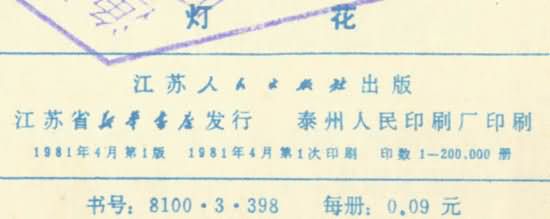 灯 花
江苏人民出版社出版
江苏省新华书店发行 泰州人民印刷厂印刷
1981年4月第1版 1981年4月第1次印刷 印数 1—200,000 册
书号：8100·3·398 每册：0.09 元